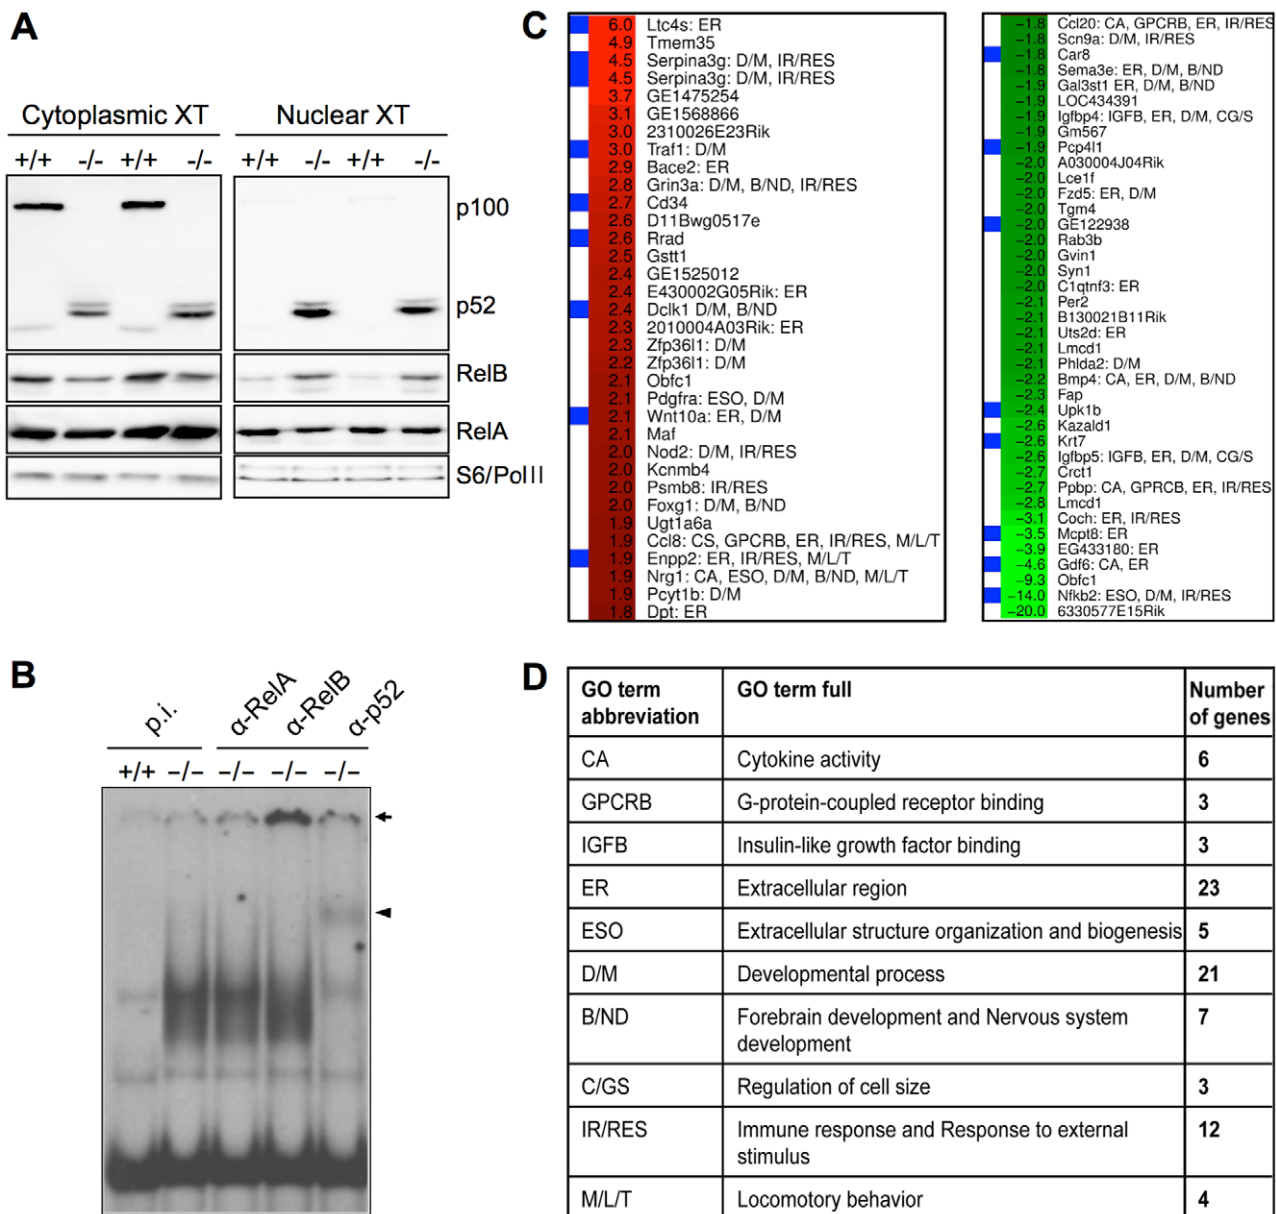 A
Cytoplasmic XT
Nuclear XT
+/+ -/- +/+ -/-
+/+ -/- +/+ -/-
p100
p52
RelB
RelA
S6/PolII
B
p.i.
α-RelA
α-RelB
α-p52
+/+ -/- -/- -/- -/-
C
6.0 Ltc4s: ER
4.9 Tmem35
4.5 Serpina3g: D/M, IR/RES
4.5 Serpina3g: D/M, IR/RES
3.7 GE1475254
3.1 GE1568866
3.0 2310026E23Rik
3.0 Traf1: D/M
2.9 Bace2: ER
2.8 Grin3a: D/M, B/ND, IR/RES
2.7 Cd34
2.6 D11Bwg0517e
2.6 Rrad
2.5 Gstt1
2.4 GE1525012
2.4 E430002G05Rik: ER
2.4 Dclk1 D/M, B/ND
2.3 2010004A03Rik: ER
2.3 Zfp36l1: D/M
2.2 Zfp36l1: D/M
2.1 Obfc1
2.1 Pdgfra: ESO, D/M
2.1 Wnt10a: ER, D/M
2.1 Maf
2.0 Nod2: D/M, IR/RES
2.0 Kcnmb4
2.0 Psmb8: IR/RES
2.0 Foxg1: D/M, B/ND
1.9 Ugt1a6a
1.9 Ccl8: CS, GPCRB, ER, IR/RES, M/L/T
1.9 Enpp2: ER, IR/RES, M/L/T
1.9 Nrg1: CA, ESO, D/M, B/ND, M/L/T
1.9 Pcyt1b: D/M
1.8 Dpt: ER
-1.8 Ccl20: CA, GPCRB, ER, IR/RES
-1.8 Scn9a: D/M, IR/RES
-1.8 Car8
-1.8 Sema3e: ER, D/M, B/ND
-1.9 Gal3st1 ER, D/M, B/ND
-1.9 LOC434391
-1.9 Igfbp4: IGFB, ER, D/M, CG/S
-1.9 Gm567
-1.9 Pcp4l1
-2.0 A030004J04Rik
-2.0 Lce1f
-2.0 Fzd5: ER, D/M
-2.0 Tgm4
-2.0 GE122938
-2.0 Rab3b
-2.0 Gvin1
-2.0 Syn1
-2.0 C1qtnf3: ER
-2.1 Per2
-2.1 B130021B11Rik
-2.1 Uts2d: ER
-2.1 Lmcd1
-2.1 Phlda2: D/M
-2.2 Bmp4: CA, ER, D/M, B/ND
-2.3 Fap
-2.4 Upk1b
-2.6 Kazald1
-2.6 Krt7
-2.6 Igfbp5: IGFB, ER, D/M, CG/S
-2.7 Crct1
-2.7 Ppbp: CA, GPRCB, ER, IR/RES
-2.8 Lmcd1
-3.1 Coch: ER, IR/RES
-3.5 Mcpt8: ER
-3.9 EG433180: ER
-4.6 Gdf6: CA, ER
-9.3 Obfc1
-14.0 Nfkb2: ESO, D/M, IR/RES
-20.0 6330577E15Rik
D
GO term abbreviation GO term full Number of genes
CA Cytokine activity 6
GPCRB G-protein-coupled receptor binding 3
IGFB Insulin-like growth factor binding 3
ER Extracellular region 23
ESO Extracellular structure organization and biogenesis 5
D/M Developmental process 21
B/ND Forebrain development and Nervous system development 7
C/GS Regulation of cell size 3
IR/RES Immune response and Response to external stimulus 12
M/L/T Locomotory behavior 4